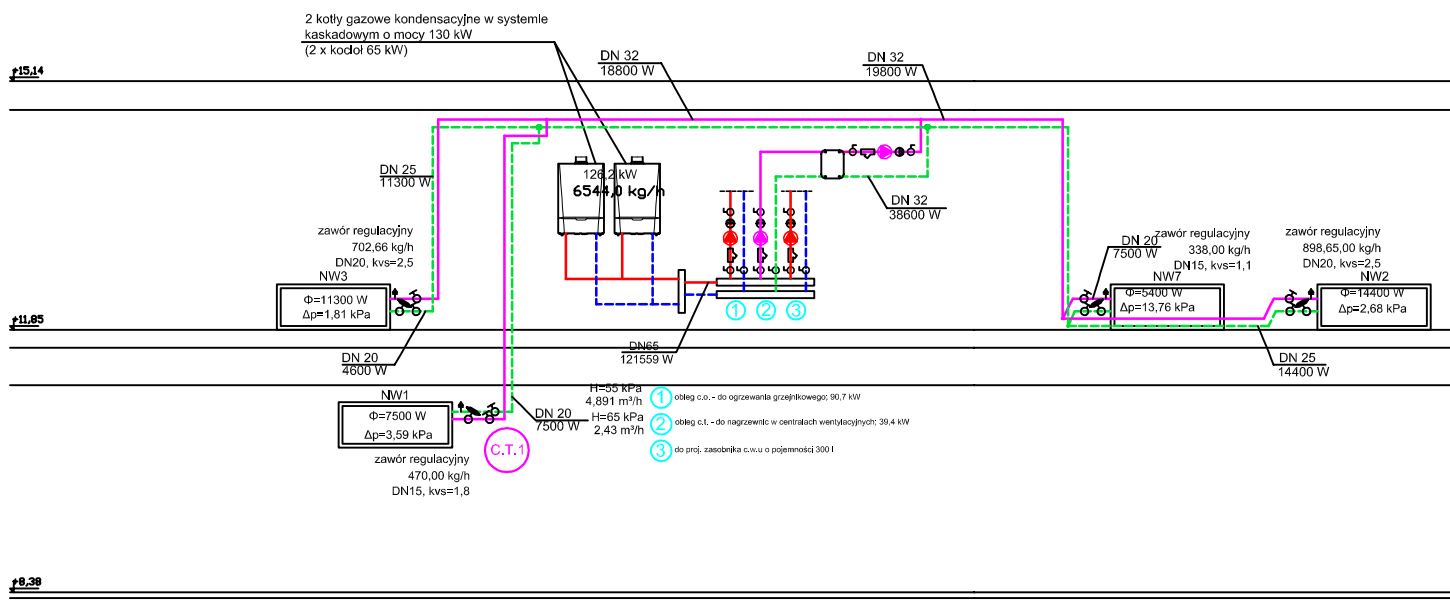 2 kotły gazowe kondensacyjne w systemie
kaskadowym o mocy 130 kW
(2 x kocioł 65 kW)
+15,14
DN 32
18800 W
DN 32
19800 W
DN 25
11300 W
126,2 kW
6544,0 kg/h
DN 32
38600 W
zawór regulacyjny
702,66 kg/h
DN20, kvs=2,5
NW3
Φ=11300 W
Δp=1,81 kPa
DN 20
7500 W
zawór regulacyjny
338,00 kg/h
DN15, kvs=1,1
NW7
Φ=5400 W
Δp=13,76 kPa
zawór regulacyjny
898,65,00 kg/h
DN20, kvs=2,5
NW2
Φ=14400 W
Δp=2,68 kPa
1
2
3
+11,85
DN 20
4600 W
DN65
121559 W
DN 25
14400 W
NW1
Φ=7500 W
Δp=3,59 kPa
zawór regulacyjny
470,00 kg/h
DN15, kvs=1,8
C.T.1
DN 20
7500 W
H=55 kPa
4,891 m³/h
H=65 kPa
2,43 m³/h
1 obieg c.o. - do ogrzewania grzejnikowego; 90,7 kW
2 obieg c.t. - do nagrzewnic w centralach wentylacyjnych; 39,4 kW
3 do proj. zasobnika c.w.u o pojemności 300 l
+8,38